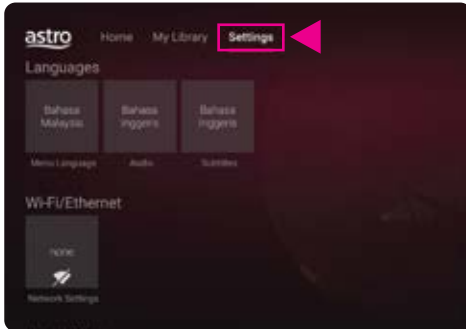 astro Home My Library Settings
Languages
Bahasa Bahasa Bahasa
Malaysia Inggeris Inggeris
Menu Language Audio Subtitles
Wi-Fi/Ethernet
none
Network Settings